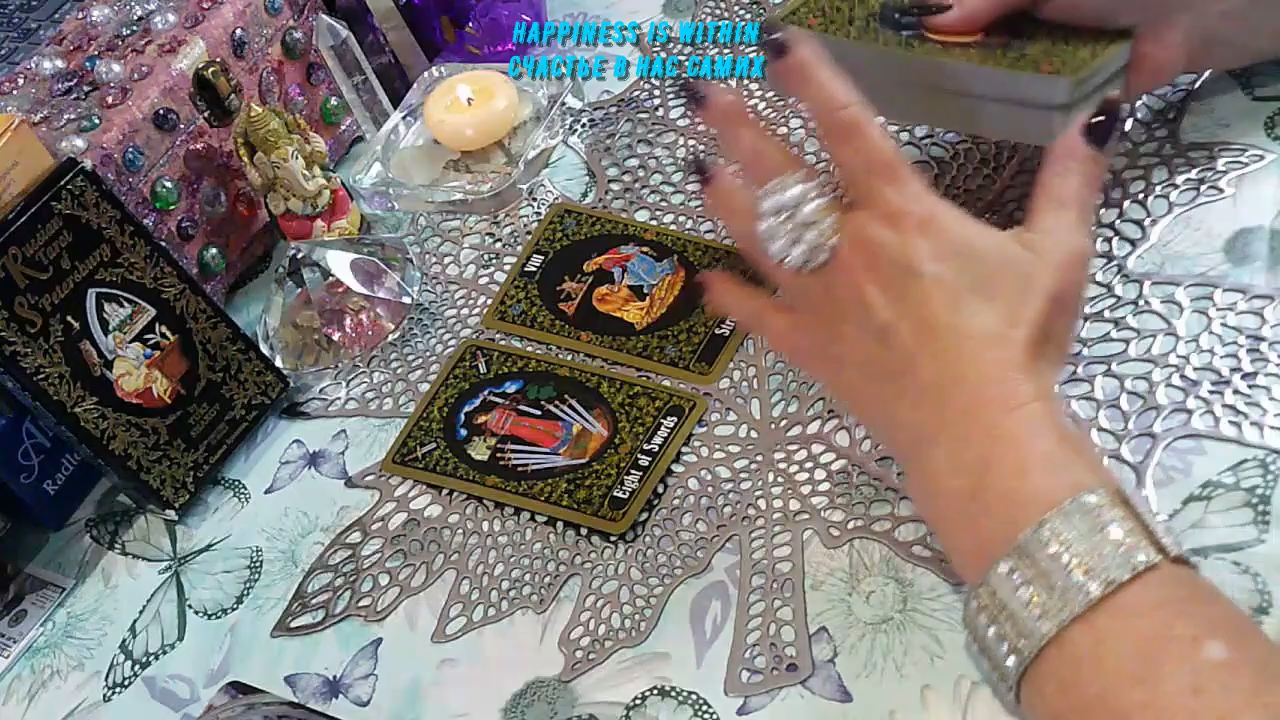 HAPPINESS IS WITHIN
СЧАСТЬЕ В НАС САМИХ
Russian
Tarot
of
St. Petersburg
VIII
Eight of Swords